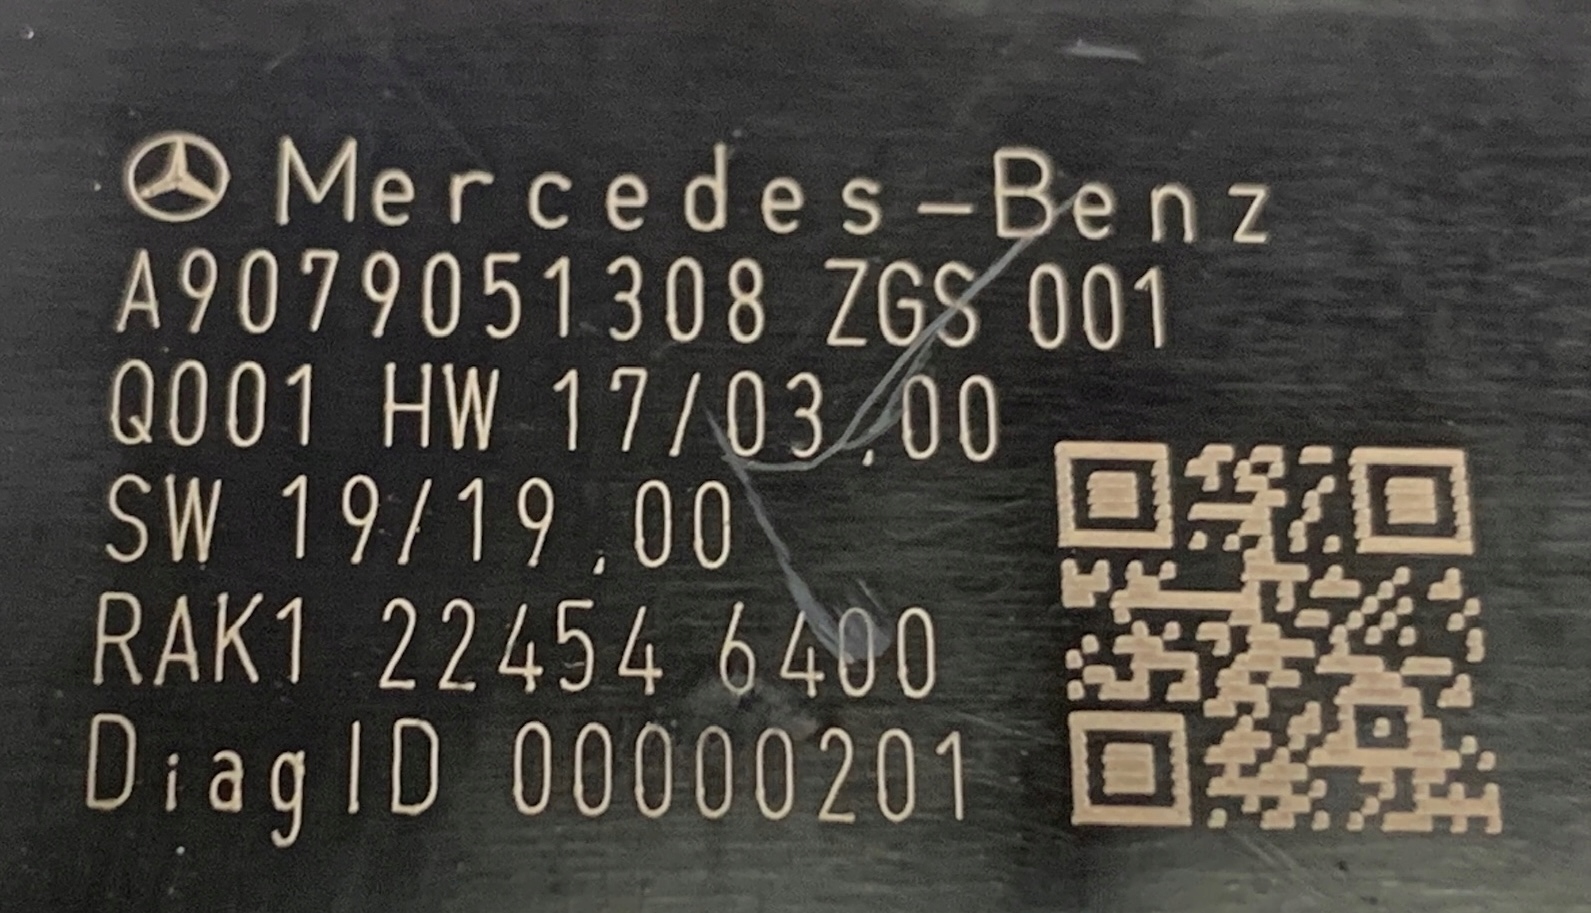 Mercedes-Benz
A9079051308 ZGS 001
Q001 HW 17/03.00
SW 19/19.00
RAK1 22454 6400
DiagID 00000201